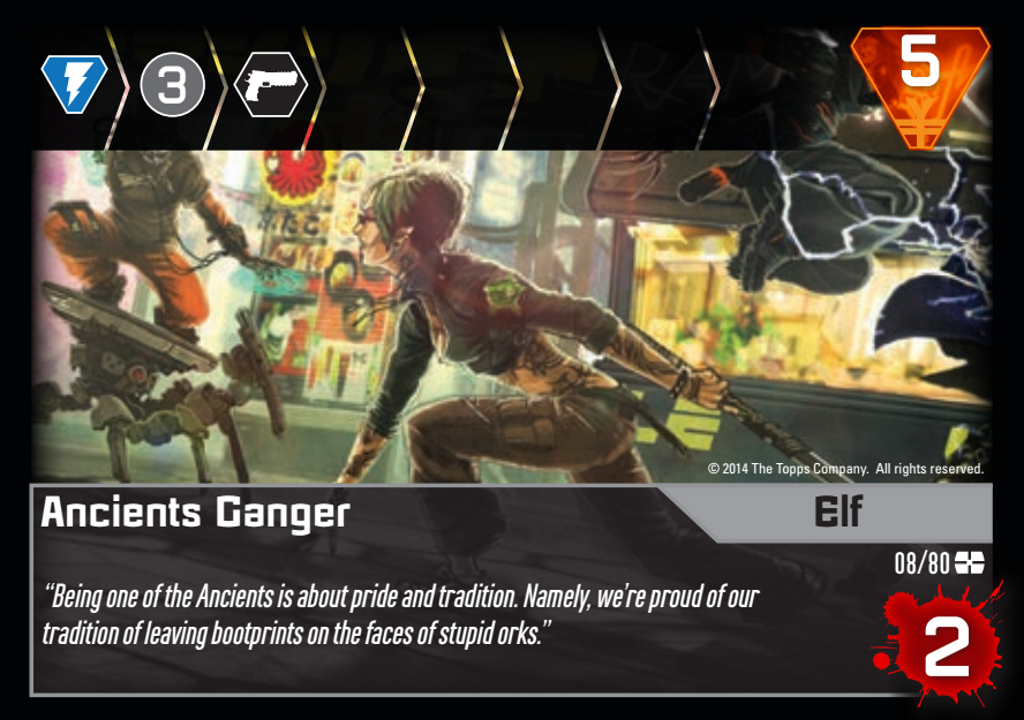 3
5
¥
© 2014 The Topps Company. All rights reserved.
Ancients Ganger
Elf
08/80
“Being one of the Ancients is about pride and tradition. Namely, we’re proud of our
tradition of leaving bootprints on the faces of stupid orks.”
2